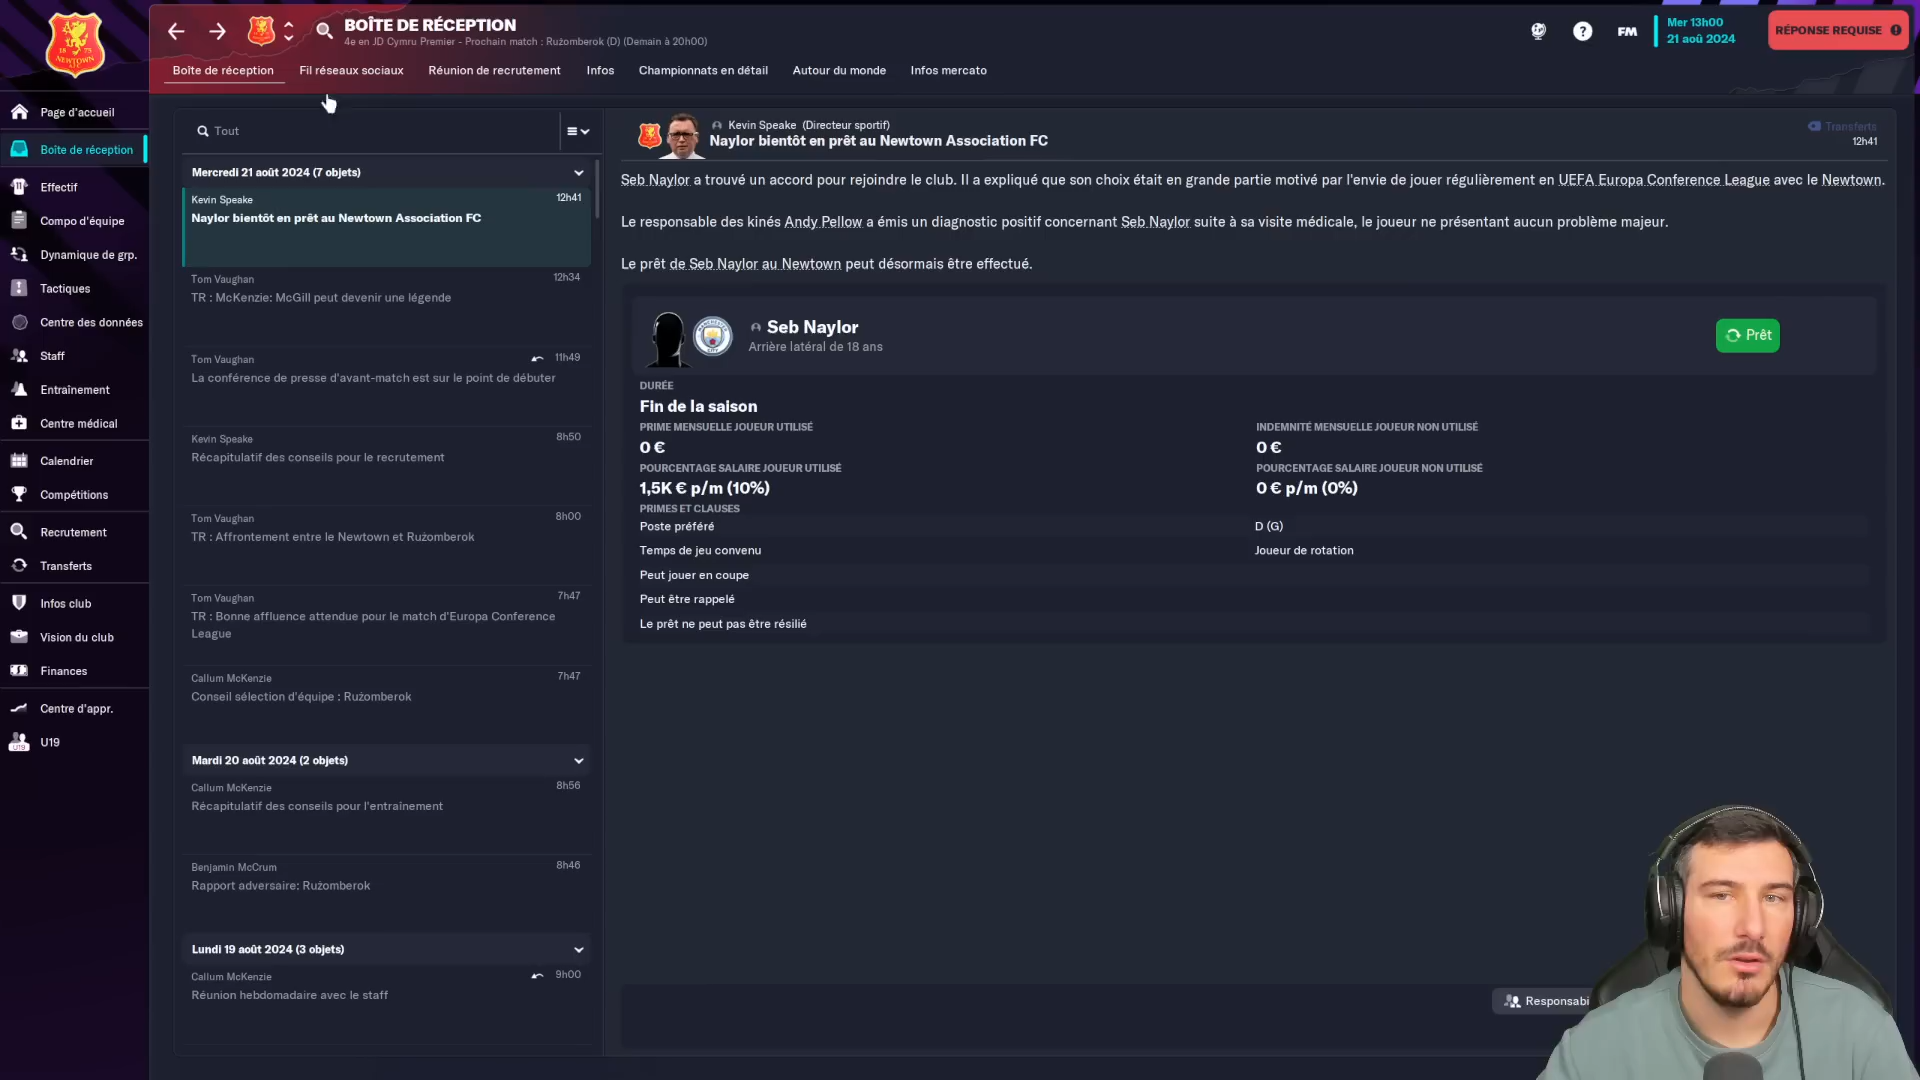 BOÎTE DE RÉCEPTION
4e en JD Cymru Premier - Prochain match : Ružomberok (D) (Demain à 20h00)
FM
Mer 13h00
21 aoû 2024
RÉPONSE REQUISE
Boîte de réception
Fil réseaux sociaux
Réunion de recrutement
Infos
Championnats en détail
Autour du monde
Infos mercato
1875
NEWTOWN
Page d'accueil
Boîte de réception
Effectif
Compo d'équipe
Dynamique de grp.
Tactiques
Centre des données
Staff
Entraînement
Centre médical
Calendrier
Compétitions
Recrutement
Transferts
Infos club
Vision du club
Finances
Centre d'appr.
U19
Tout
Mercredi 21 août 2024 (7 objets)
Kevin Speake 12h41
Naylor bientôt en prêt au Newtown Association FC
Tom Vaughan 12h34
TR : McKenzie: McGill peut devenir une légende
Tom Vaughan 11h49
La conférence de presse d'avant-match est sur le point de débuter
Kevin Speake 8h50
Récapitulatif des conseils pour le recrutement
Tom Vaughan 8h00
TR : Affrontement entre le Newtown et Ružomberok
Tom Vaughan 7h47
TR : Bonne affluence attendue pour le match d'Europa Conference
League
Callum McKenzie 7h47
Conseil sélection d'équipe : Ružomberok
Mardi 20 août 2024 (2 objets)
Callum McKenzie 8h56
Récapitulatif des conseils pour l'entraînement
Benjamin McCrum 8h46
Rapport adversaire: Ružomberok
Lundi 19 août 2024 (3 objets)
Callum McKenzie 9h00
Réunion hebdomadaire avec le staff
Kevin Speake (Directeur sportif)
Naylor bientôt en prêt au Newtown Association FC
Transferts
12h41
Seb Naylor a trouvé un accord pour rejoindre le club. Il a expliqué que son choix était en grande partie motivé par l'envie de jouer régulièrement en UEFA Europa Conference League avec le Newtown.
Le responsable des kinés Andy Pellow a émis un diagnostic positif concernant Seb Naylor suite à sa visite médicale, le joueur ne présentant aucun problème majeur.
Le prêt de Seb Naylor au Newtown peut désormais être effectué.
Seb Naylor
Arrière latéral de 18 ans
Prêt
DURÉE
Fin de la saison
PRIME MENSUELLE JOUEUR UTILISÉ INDEMNITÉ MENSUELLE JOUEUR NON UTILISÉ
0 € 0 €
POURCENTAGE SALAIRE JOUEUR UTILISÉ POURCENTAGE SALAIRE JOUEUR NON UTILISÉ
1,5K € p/m (10%) 0 € p/m (0%)
PRIMES ET CLAUSES
Poste préféré D (G)
Temps de jeu convenu Joueur de rotation
Peut jouer en coupe
Peut être rappelé
Le prêt ne peut pas être résilié
Responsabi